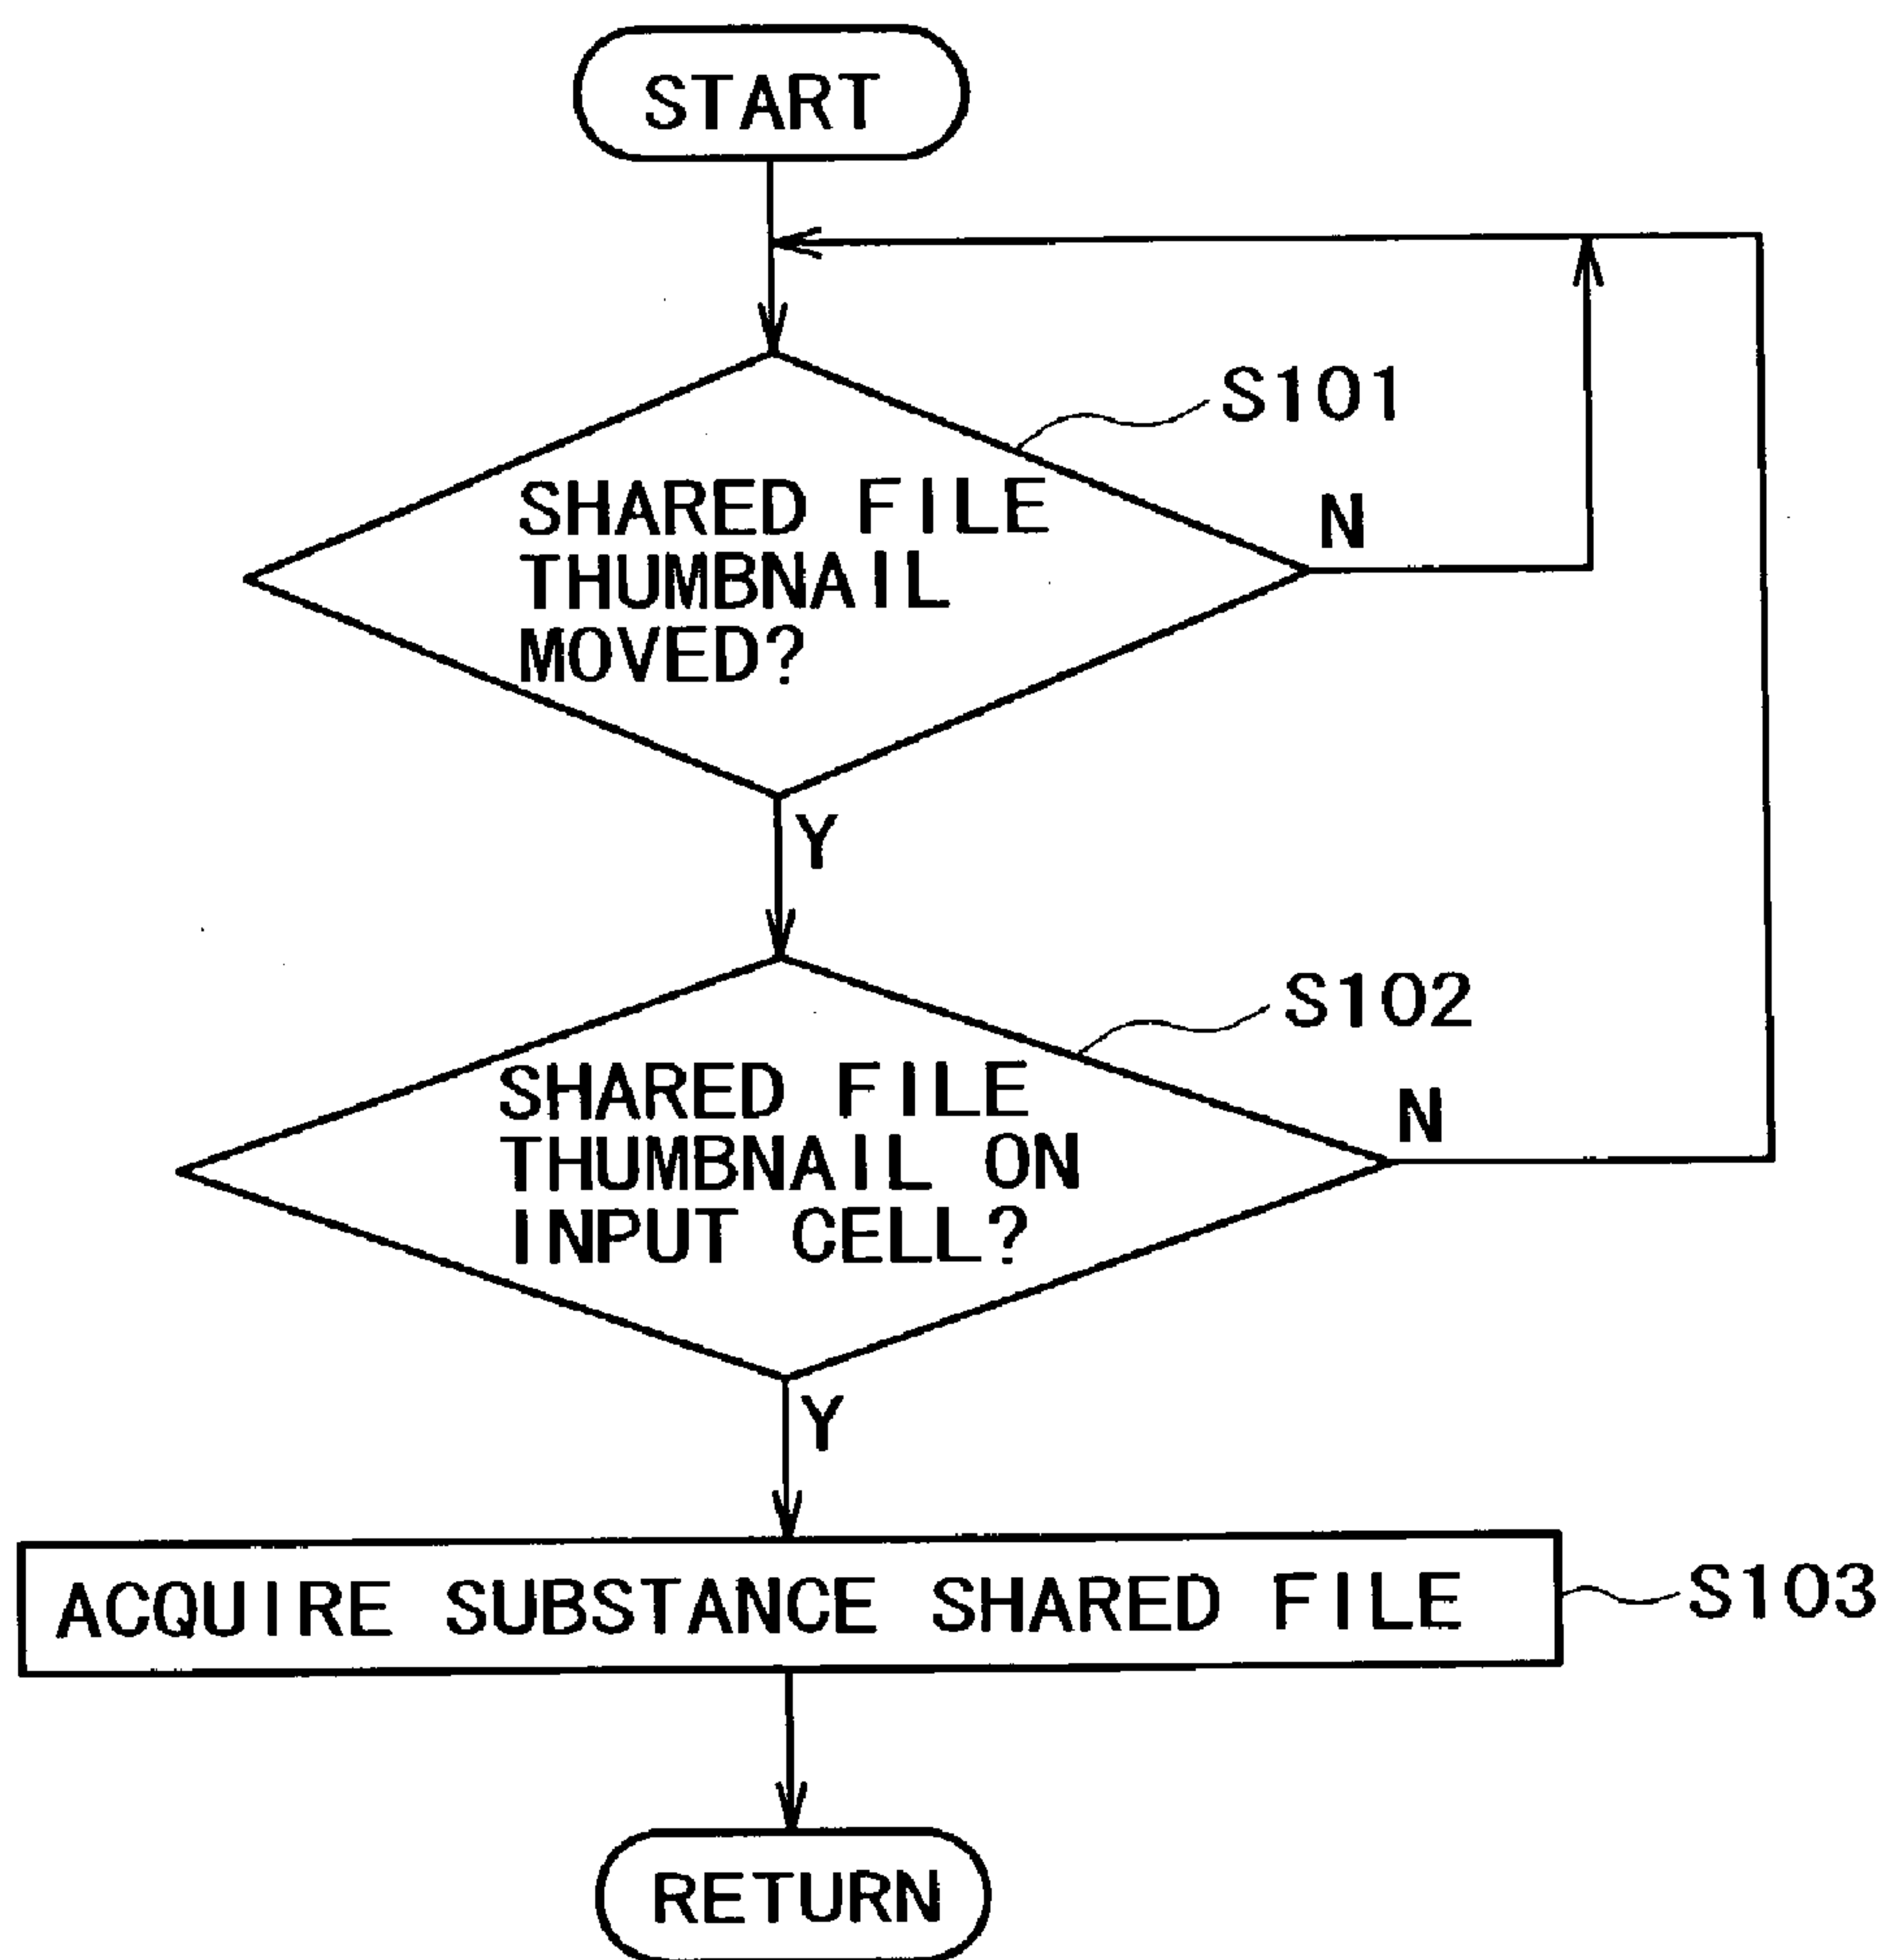 START
S101
SHARED FILE
THUMBNAIL
MOVED?
N
Y
S102
SHARED FILE
THUMBNAIL ON
INPUT CELL?
N
Y
ACQUIRE SUBSTANCE SHARED FILE
S103
RETURN